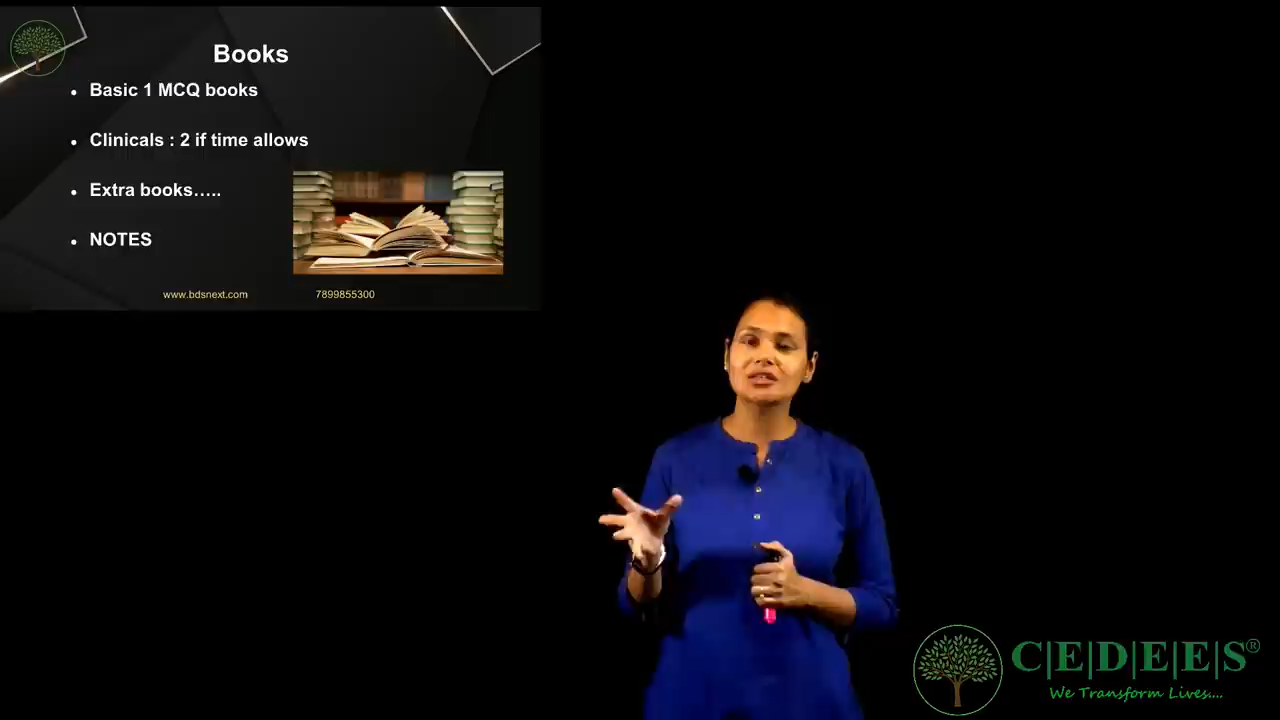 Books
• Basic 1 MCQ books
• Clinicals : 2 if time allows
• Extra books…..
• NOTES
www.bdsnext.com 7899855300
C|E|D|E|E|S®
We Transform Lives....